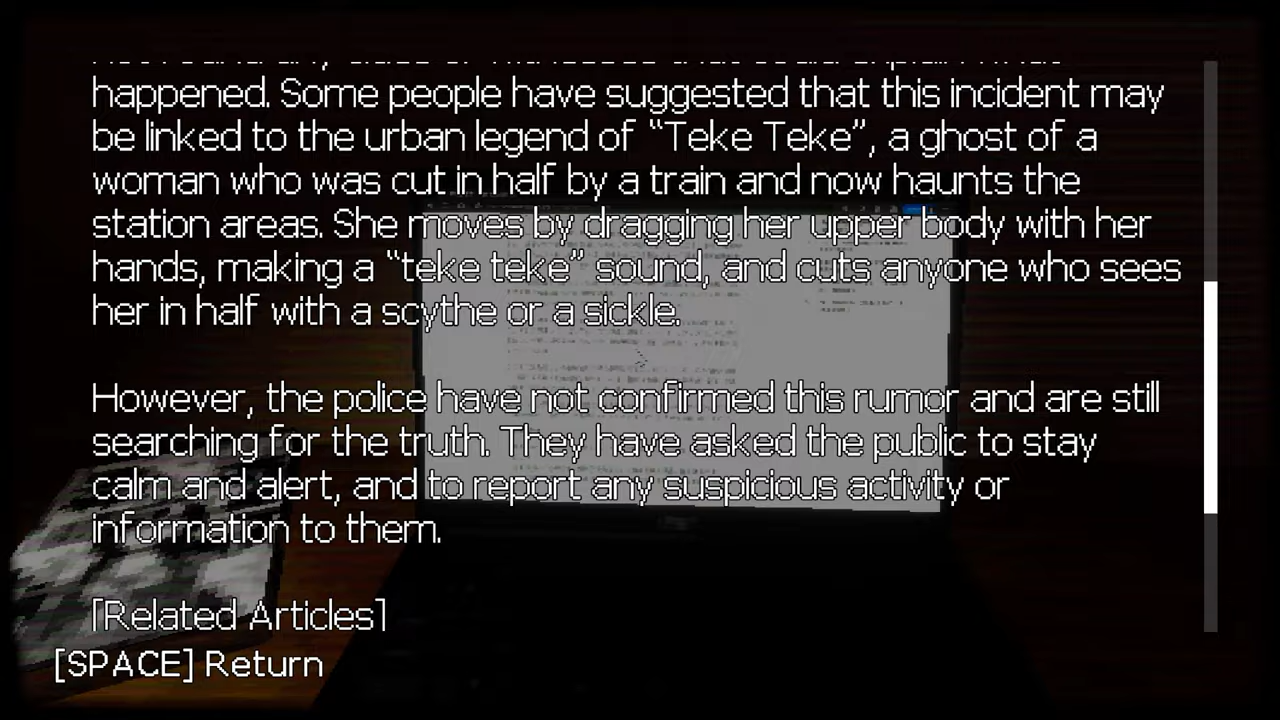 happened. Some people have suggested that this incident may
be linked to the urban legend of “Teke Teke”, a ghost of a
woman who was cut in half by a train and now haunts the
station areas. She moves by dragging her upper body with her
hands, making a “teke teke” sound, and cuts anyone who sees
her in half with a scythe or a sickle.
However, the police have not confirmed this rumor and are still
searching for the truth. They have asked the public to stay
calm and alert, and to report any suspicious activity or
information to them.
[Related Articles]
[SPACE] Return